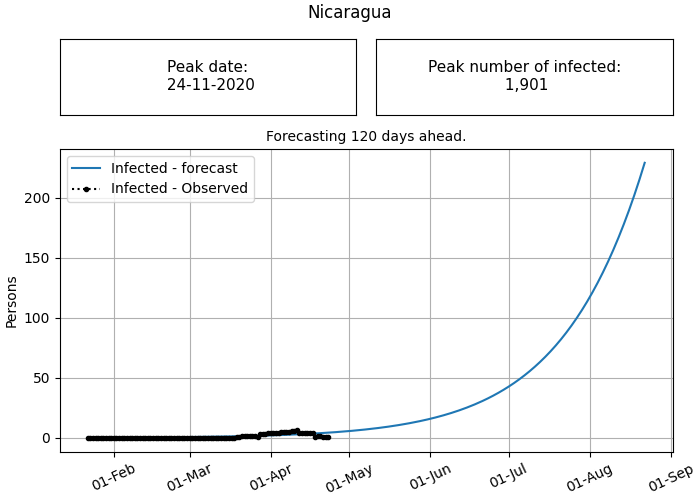 Nicaragua
Peak date:
24-11-2020
Peak number of infected:
1,901
Forecasting 120 days ahead.
Infected - forecast
Infected - Observed
Persons
200
150
100
50
0
01-Feb
01-Mar
01-Apr
01-May
01-Jun
01-Jul
01-Aug
01-Sep